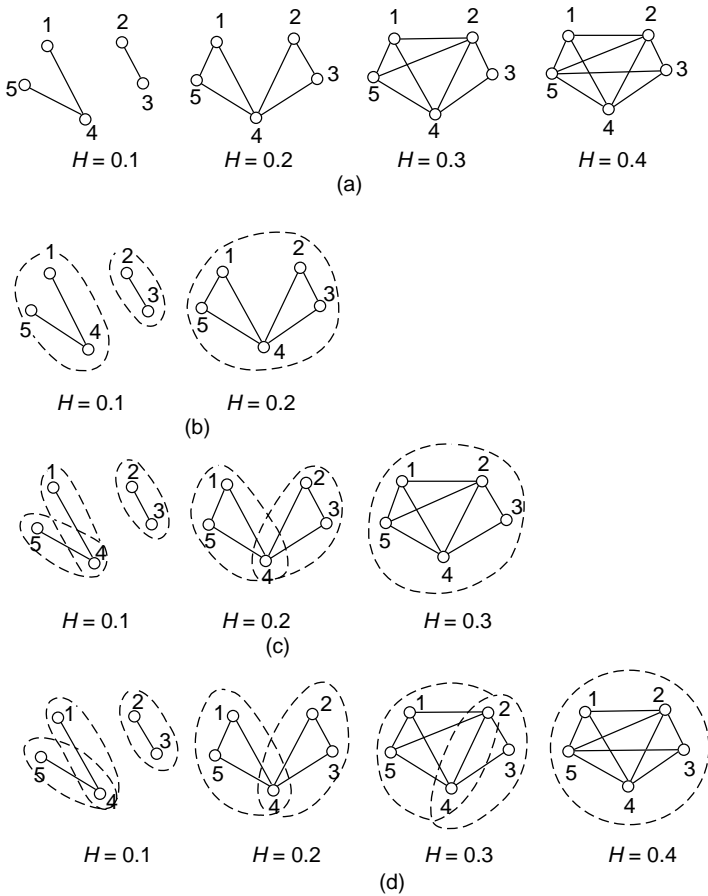 1 2 1 2 1 2 1 2
5 3 5 3 5 3 5 3
4 4 4 4
H = 0.1 H = 0.2 H = 0.3 H = 0.4
(a)
1 2 1 2
5 3 4 5 3
4
H = 0.1 H = 0.2
(b)
1 2 1 2 1 2
5 3 4 5 3 5 3
4 4
H = 0.1 H = 0.2 H = 0.3
(c)
1 2 1 2 1 2 1 2
5 3 5 3 5 3 5 3
4 4 4 4
H = 0.1 H = 0.2 H = 0.3 H = 0.4
(d)